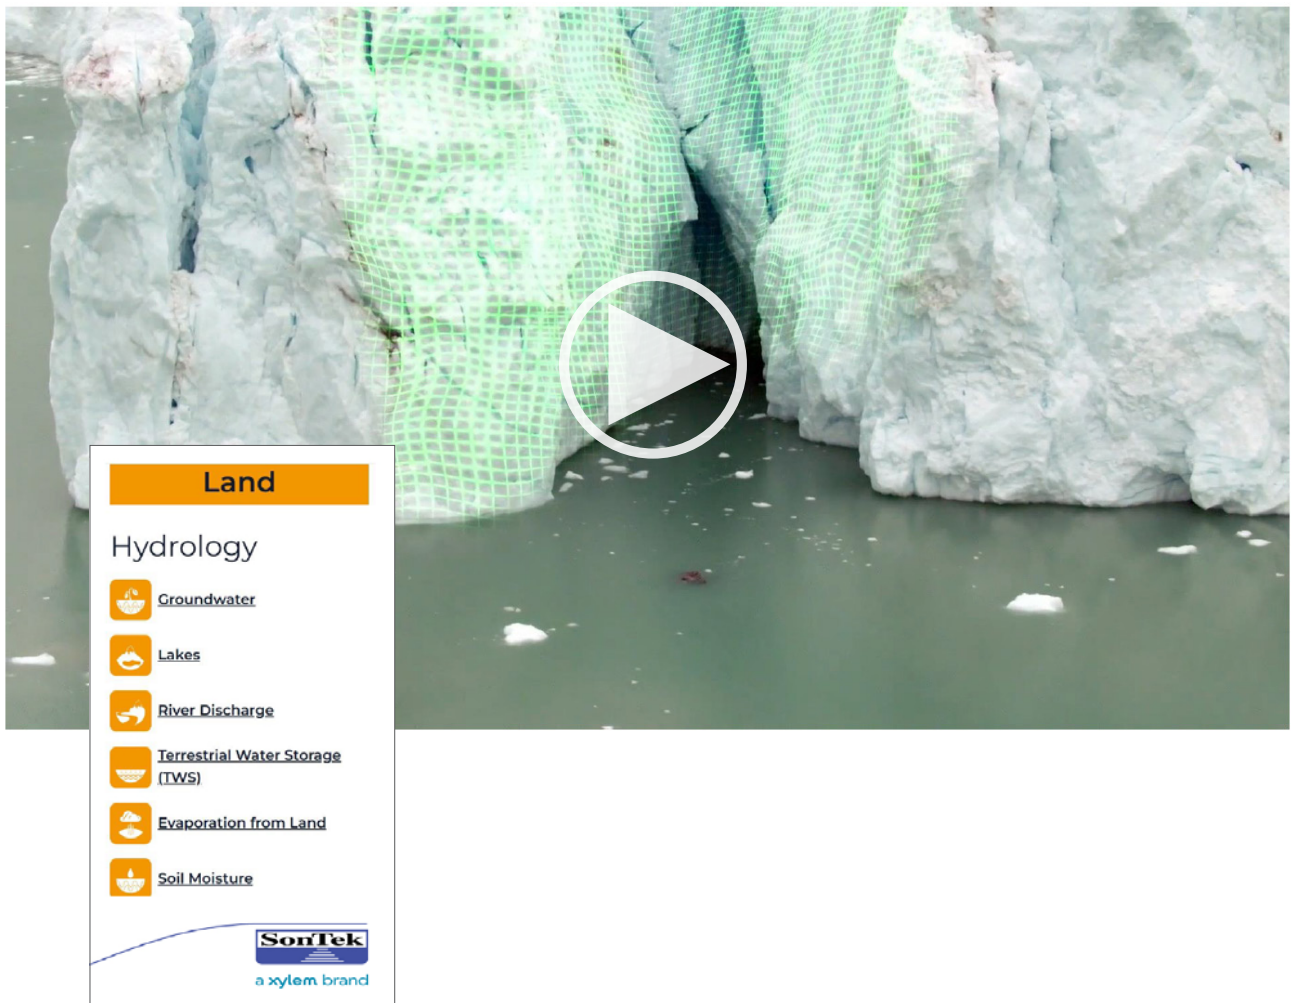 Land
Hydrology
Groundwater
Lakes
River Discharge
Terrestrial Water Storage
(TWS)
Evaporation from Land
Soil Moisture
SonTek
a xylem brand